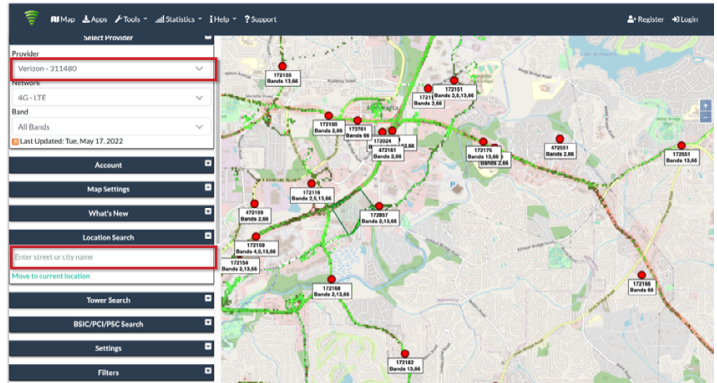 Map Apps Tools Statistics Help Support Register Login
Select Provider
Provider
Verizon - 311480
Network
4G - LTE
Band
All Bands
Last Updated: Tue, May 17, 2022
Account
Map Settings
What's New
Location Search
Enter street or city name
Move to current location
Tower Search
BSIC/PCI/PSC Search
Settings
Filters
172150
Bands 13,66
172151
Bands 2,5,13,66
Bands 2,66
172100
Bands 2,66
172761
Bands 66
172024
472161
Bands 2,66
172175
Bands 13,66
Bands 2,66
472551
Bands 2,66
172551
Bands 13,66
172116
Bands 2,5,13,66
472159
Bands 2,66
172857
Bands 2,13,66
172159
Bands 4,5,13,66
172154
Bands 2,13,66
172168
Bands 2,13,66
172198
Bands 66
172183
Bands 13,66
+
-